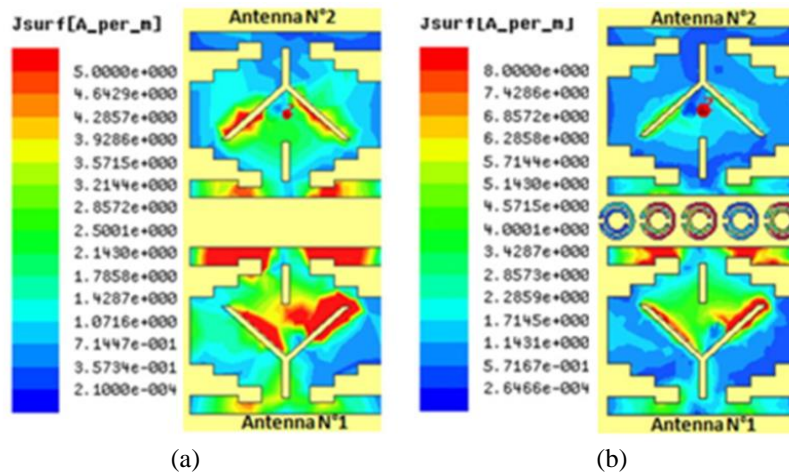 Jsurf[A_per_m]
5.0000e+000
4.6429e+000
4.2857e+000
3.9286e+000
3.5715e+000
3.2144e+000
2.8572e+000
2.5001e+000
2.1430e+000
1.7858e+000
1.4287e+000
1.0716e+000
7.1447e-001
3.5734e-001
2.1000e-004
Antenna N°2
Antenna N°1
(a)
Jsurf[A_per_m]
8.0000e+000
7.4286e+000
6.8572e+000
6.2858e+000
5.7144e+000
5.1430e+000
4.5715e+000
4.0001e+000
3.4287e+000
2.8573e+000
2.2859e+000
1.7145e+000
1.1431e+000
5.7167e-001
2.6466e-004
Antenna N°2
Antenna N°1
(b)